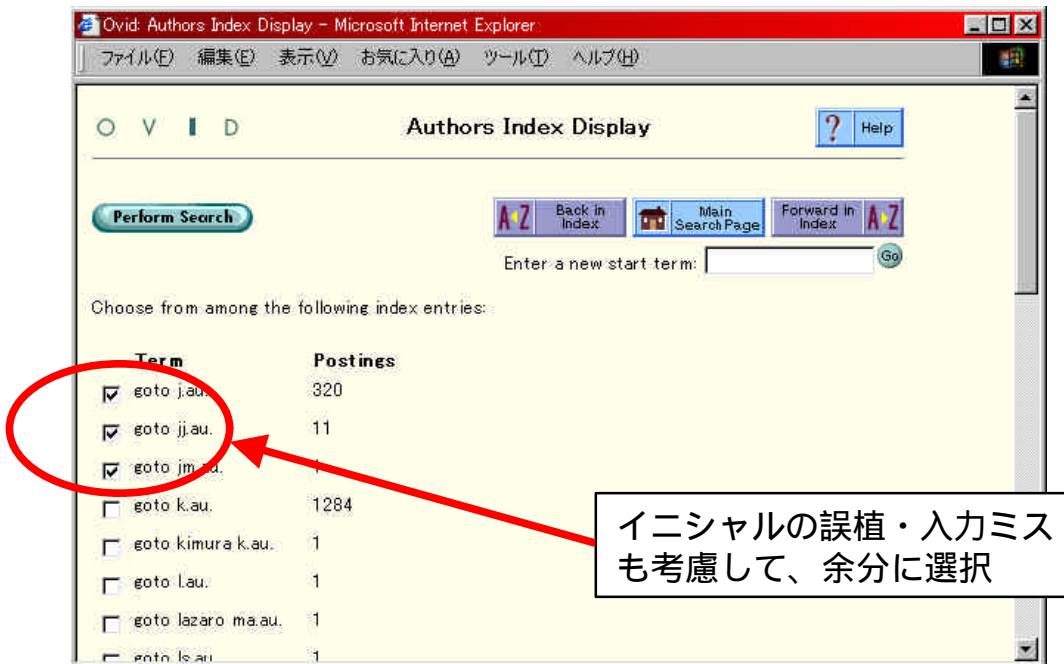 Ovid: Authors Index Display - Microsoft Internet Explorer
ファイル(F) 編集(E) 表示(V) お気に入り(A) ツール(T) ヘルプ(H)
OVID Authors Index Display ? Help
Perform Search
A Z Back in Index
Main Search Page
Forward in Index A Z
Enter a new start term: Go
Choose from among the following index entries:
Term Postings
goto j.au. 320
goto jj.au. 11
goto jm.au. 1
goto k.au. 1284
goto kimura k.au. 1
goto l.au. 1
goto lazaro ma.au. 1
goto ls.au. 1
イニシャルの誤植・入力ミス
も考慮して、余分に選択